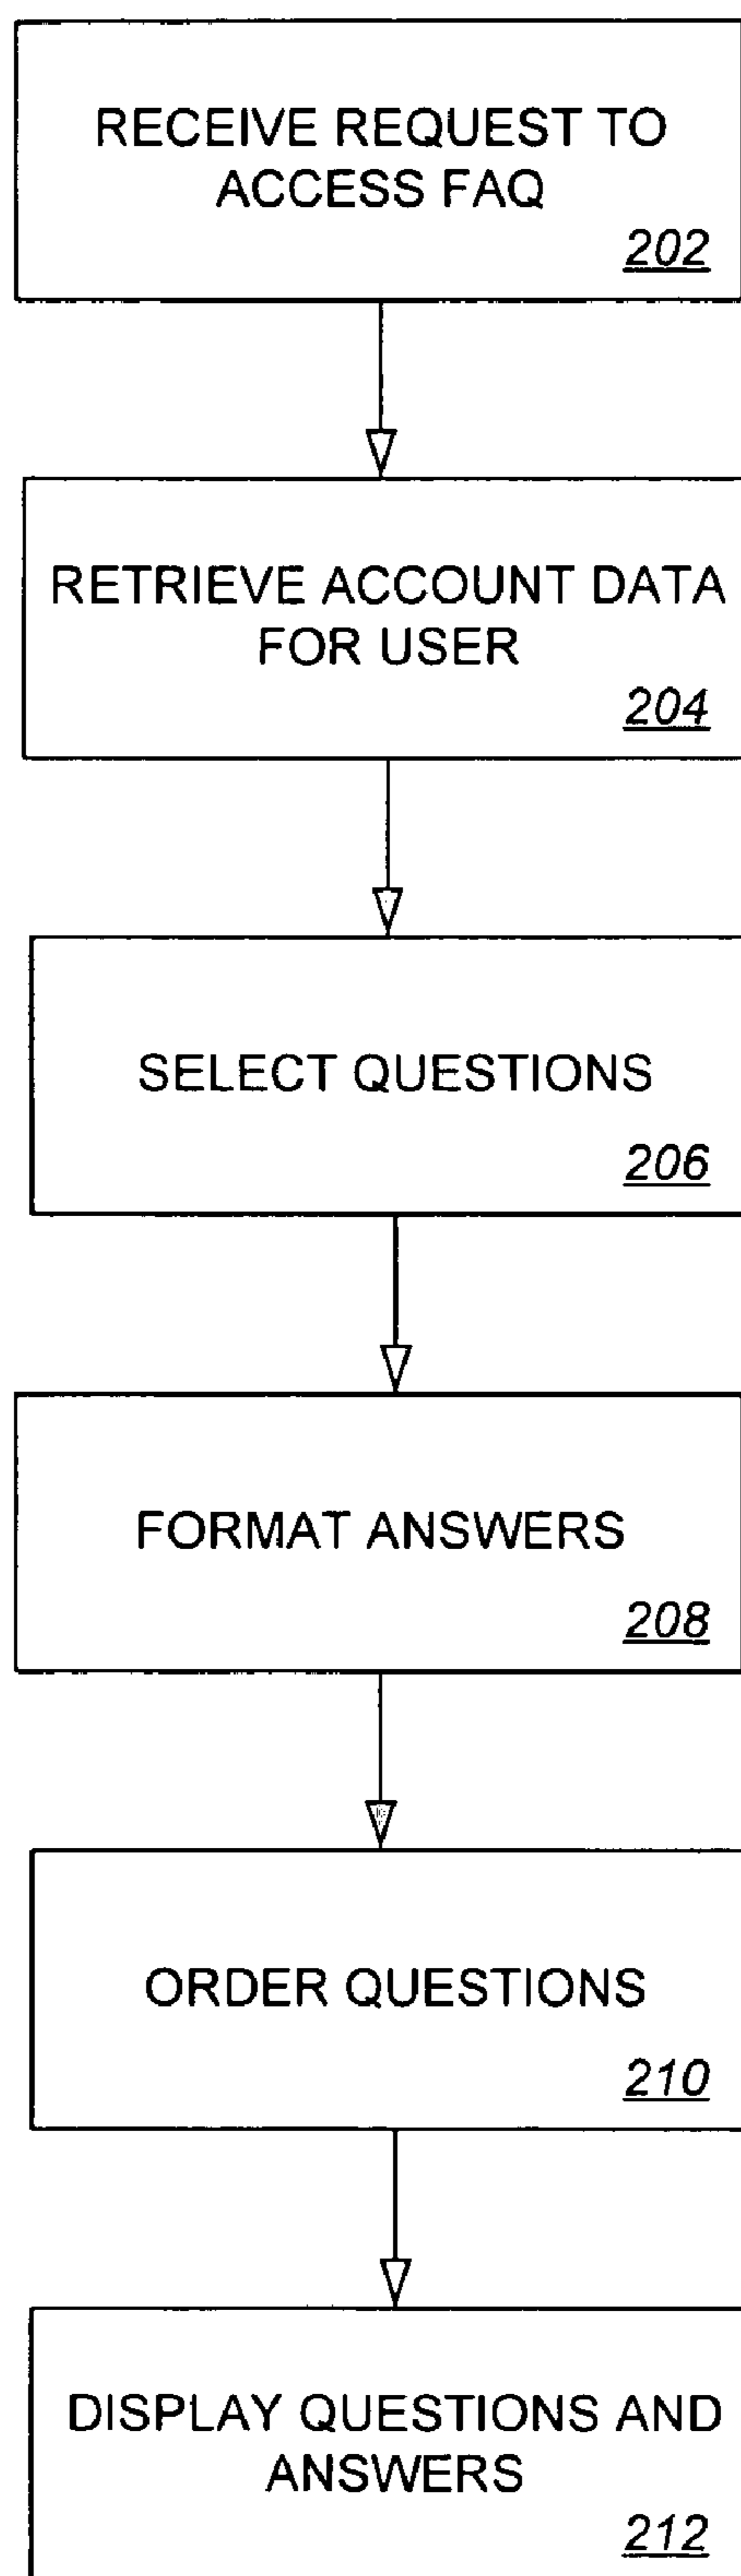 RECEIVE REQUEST TO
ACCESS FAQ
202
RETRIEVE ACCOUNT DATA
FOR USER
204
SELECT QUESTIONS
206
FORMAT ANSWERS
208
ORDER QUESTIONS
210
DISPLAY QUESTIONS AND
ANSWERS
212